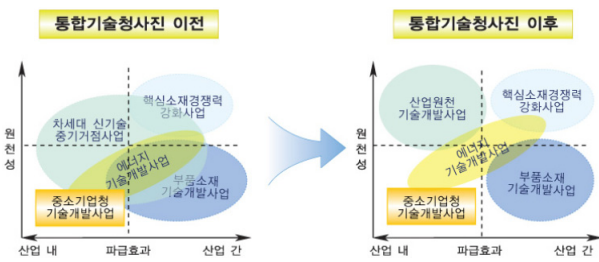 통합기술청사진 이전
원천성
차세대 신기술
중기거점사업
핵심소재경쟁력
강화사업
에너지
기술개발사업
부품소재
기술개발사업
중소기업청
기술개발사업
산업 내
파급효과
산업 간
통합기술청사진 이후
원천성
산업원천
기술개발사업
핵심소재경쟁력
강화사업
에너지
기술개발사업
부품소재
기술개발사업
중소기업청
기술개발사업
산업 내
파급효과
산업 간